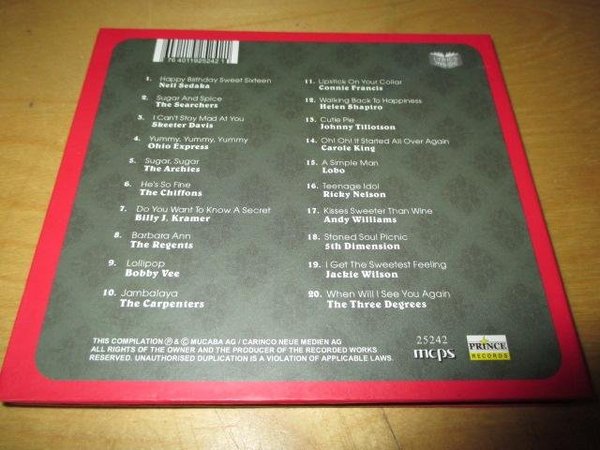 7640119252421
1. Happy Birthday Sweet Sixteen
Neil Sedaka
2. Sugar And Spice
The Searchers
3. I Can't Stay Mad At You
Skeeter Davis
4. Yummy, Yummy, Yummy
Ohio Express
5. Sugar, Sugar
The Archies
6. He's So Fine
The Chiffons
7. Do You Want To Know A Secret
Billy J. Kramer
8. Barbara Ann
The Regents
9. Lollipop
Bobby Vee
10. Jambalaya
The Carpenters
11. Lipstick On Your Collar
Connie Francis
12. Walking Back To Happiness
Helen Shapiro
13. Cutie Pie
Johnny Tillotson
14. Oh! Oh! It Started All Over Again
Carole King
15. A Simple Man
Lobo
16. Teenage Idol
Ricky Nelson
17. Kisses Sweeter Than Wine
Andy Williams
18. Stoned Soul Picnic
5th Dimension
19. I Get The Sweetest Feeling
Jackie Wilson
20. When Will I See You Again
The Three Degrees
THIS COMPILATION ℗ & © MUCABA AG / CARINCO NEUE MEDIEN AG
ALL RIGHTS OF THE OWNER AND THE PRODUCER OF THE RECORDED WORKS
RESERVED. UNAUTHORISED DUPLICATION IS A VIOLATION OF APPLICABLE LAWS.
25242
mcps
PRINCE
RECORDS